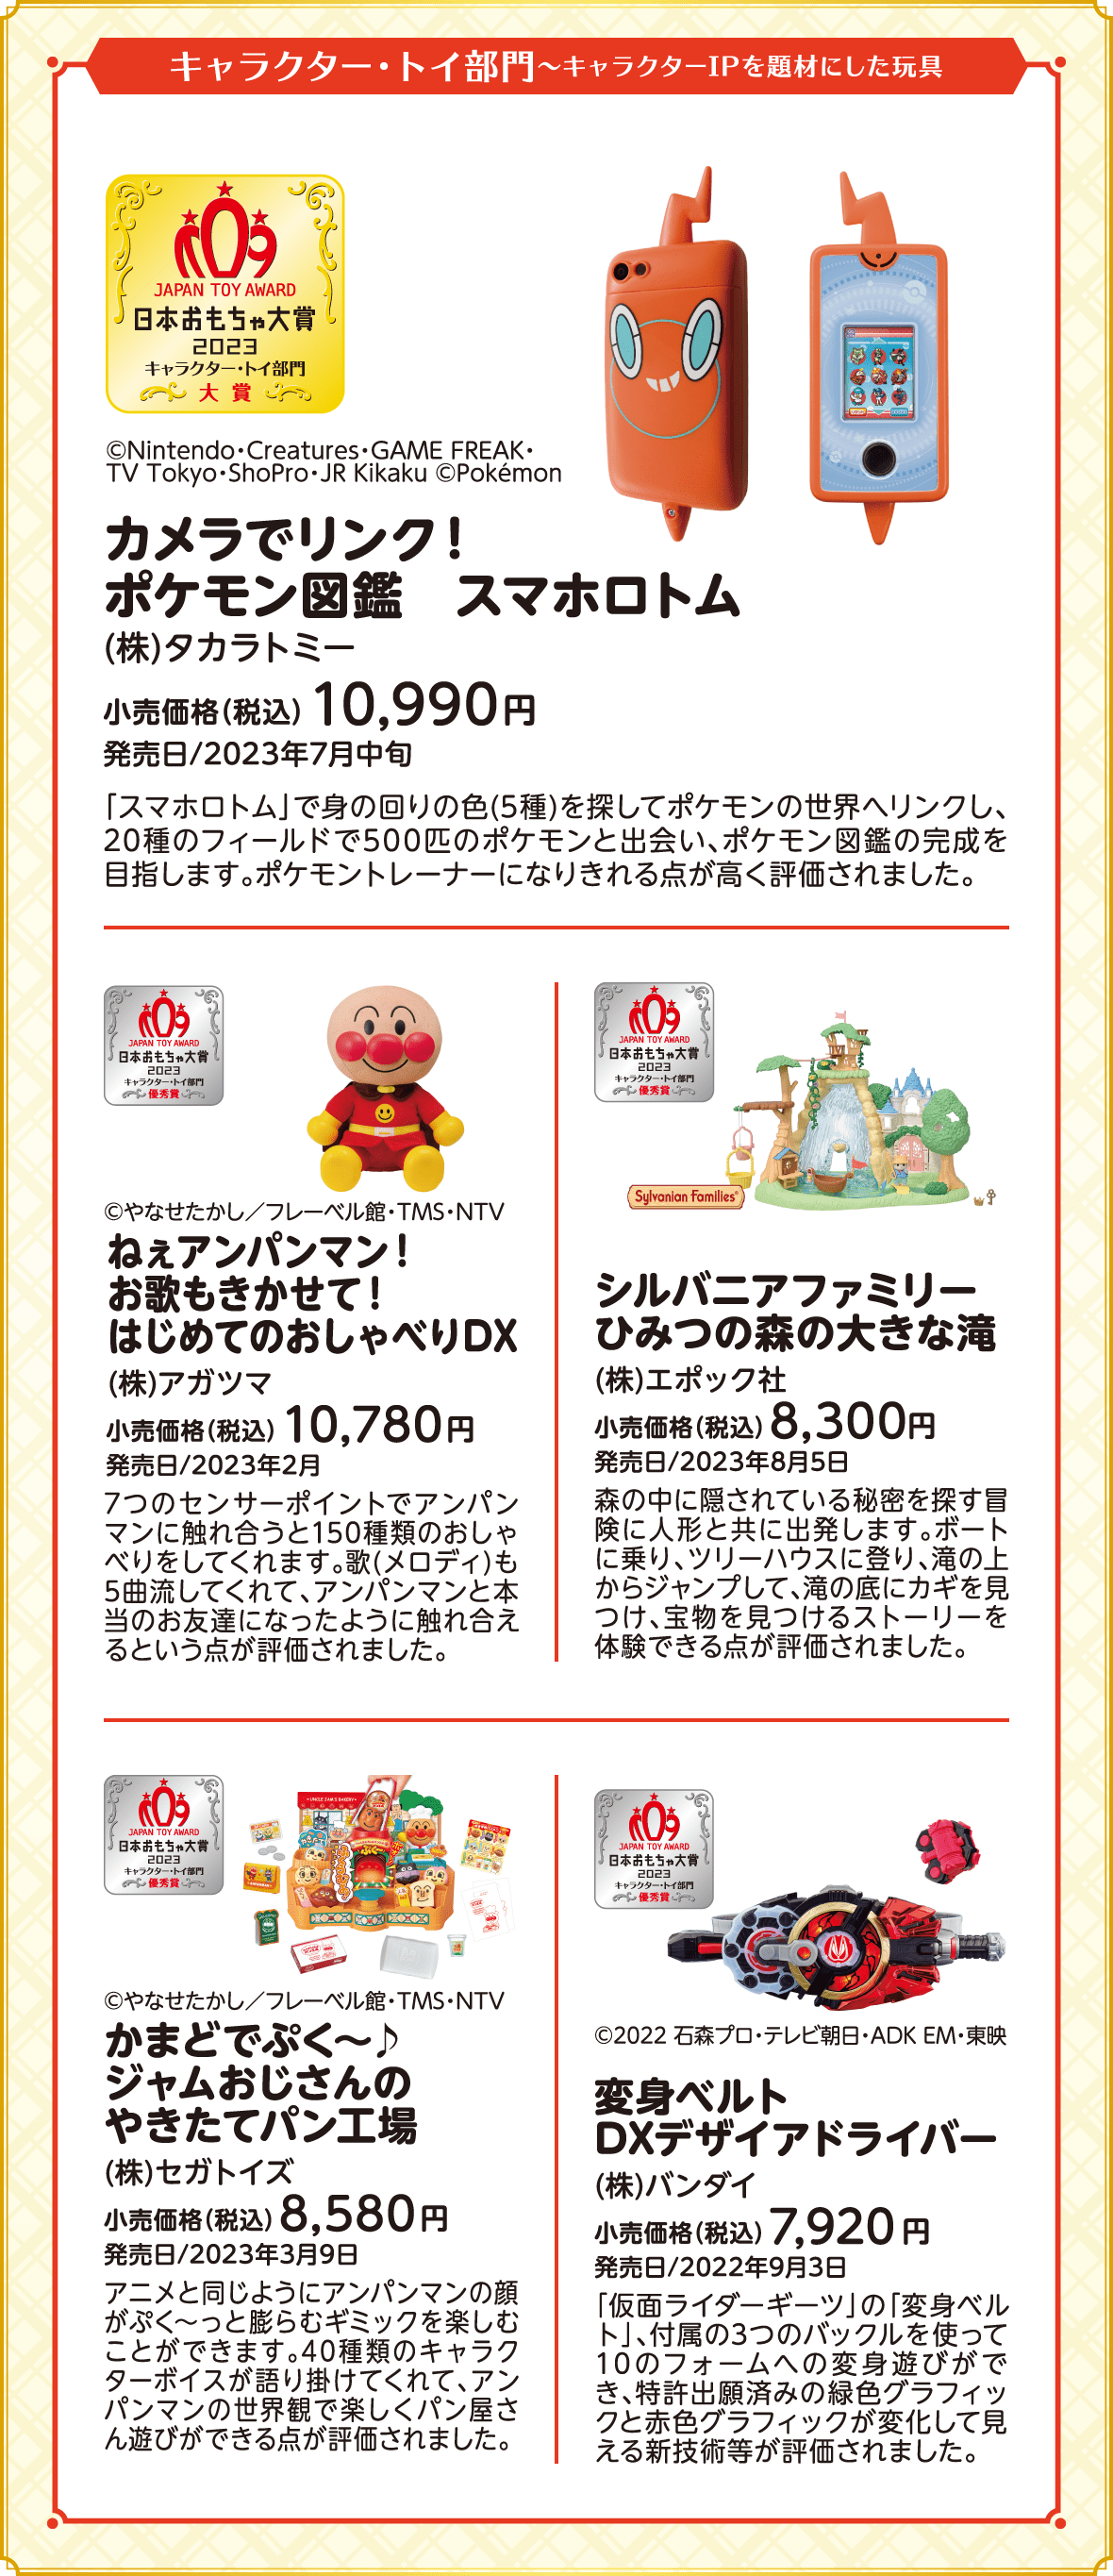 キャラクター・トイ部門～キャラクターIPを題材にした玩具
JAPAN TOY AWARD
日本おもちゃ大賞
2023
キャラクター・トイ部門
大賞
©Nintendo・Creatures・GAME FREAK・
TV Tokyo・ShoPro・JR Kikaku ©Pokémon
カメラでリンク！
ポケモン図鑑　スマホロトム
(株)タカラトミー
小売価格(税込) 10,990円
発売日/2023年7月中旬
「スマホロトム」で身の回りの色(5種)を探してポケモンの世界へリンクし、
20種のフィールドで500匹のポケモンと出会い、ポケモン図鑑の完成を
目指します。ポケモントレーナーになりきれる点が高く評価されました。
JAPAN TOY AWARD
日本おもちゃ大賞
2023
キャラクター・トイ部門
優秀賞
©やなせたかし／フレーベル館・TMS・NTV
ねぇアンパンマン！
お歌もきかせて！
はじめてのおしゃべりDX
(株)アガツマ
小売価格(税込) 10,780円
発売日/2023年2月
7つのセンサーポイントでアンパン
マンに触れ合うと150種類のおしゃ
べりをしてくれます。歌(メロディ)も
5曲流してくれて、アンパンマンと本
当のお友達になったように触れ合え
るという点が評価されました。
JAPAN TOY AWARD
日本おもちゃ大賞
2023
キャラクター・トイ部門
優秀賞
Sylvanian Families®
シルバニアファミリー
ひみつの森の大きな滝
(株)エポック社
小売価格(税込) 8,300円
発売日/2023年8月5日
森の中に隠されている秘密を探す冒
険に人形と共に出発します。ボート
に乗り、ツリーハウスに登り、滝の上
からジャンプして、滝の底にカギを見
つけ、宝物を見つけるストーリーを
体験できる点が評価されました。
JAPAN TOY AWARD
日本おもちゃ大賞
2023
キャラクター・トイ部門
優秀賞
UNCLE JAM'S BAKERY
©やなせたかし／フレーベル館・TMS・NTV
かまどでぷく～♪
ジャムおじさんの
やきたてパン工場
(株)セガトイズ
小売価格(税込) 8,580円
発売日/2023年3月9日
アニメと同じようにアンパンマンの顔
がぷく～っと膨らむギミックを楽しむ
ことができます。40種類のキャラク
ターボイスが語り掛けてくれて、アン
パンマンの世界観で楽しくパン屋さ
ん遊びができる点が評価されました。
JAPAN TOY AWARD
日本おもちゃ大賞
2023
キャラクター・トイ部門
優秀賞
©2022 石森プロ・テレビ朝日・ADK EM・東映
変身ベルト
DXデザイアドライバー
(株)バンダイ
小売価格(税込) 7,920円
発売日/2022年9月3日
「仮面ライダーギーツ」の「変身ベル
ト」、付属の3つのバックルを使って
10のフォームへの変身遊びがで
き、特許出願済みの緑色グラフィッ
クと赤色グラフィックが変化して見
える新技術等が評価されました。